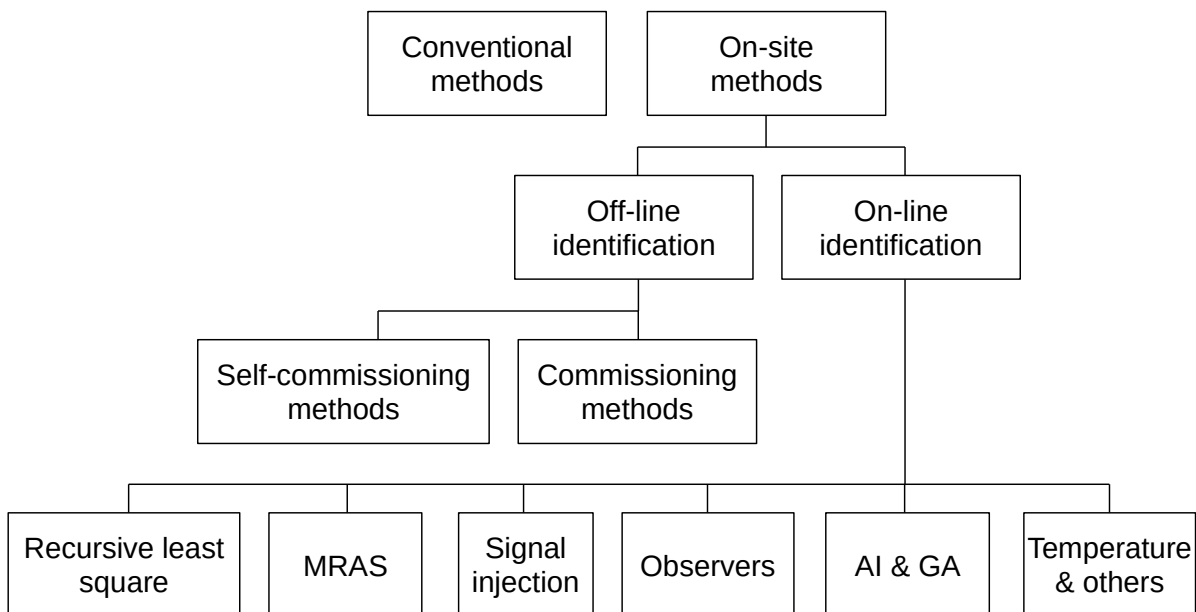 Conventional
methods
On-site
methods
Off-line
identification
On-line
identification
Self-commissioning
methods
Commissioning
methods
Recursive least
square
MRAS
Signal
injection
Observers
AI & GA
Temperature
& others